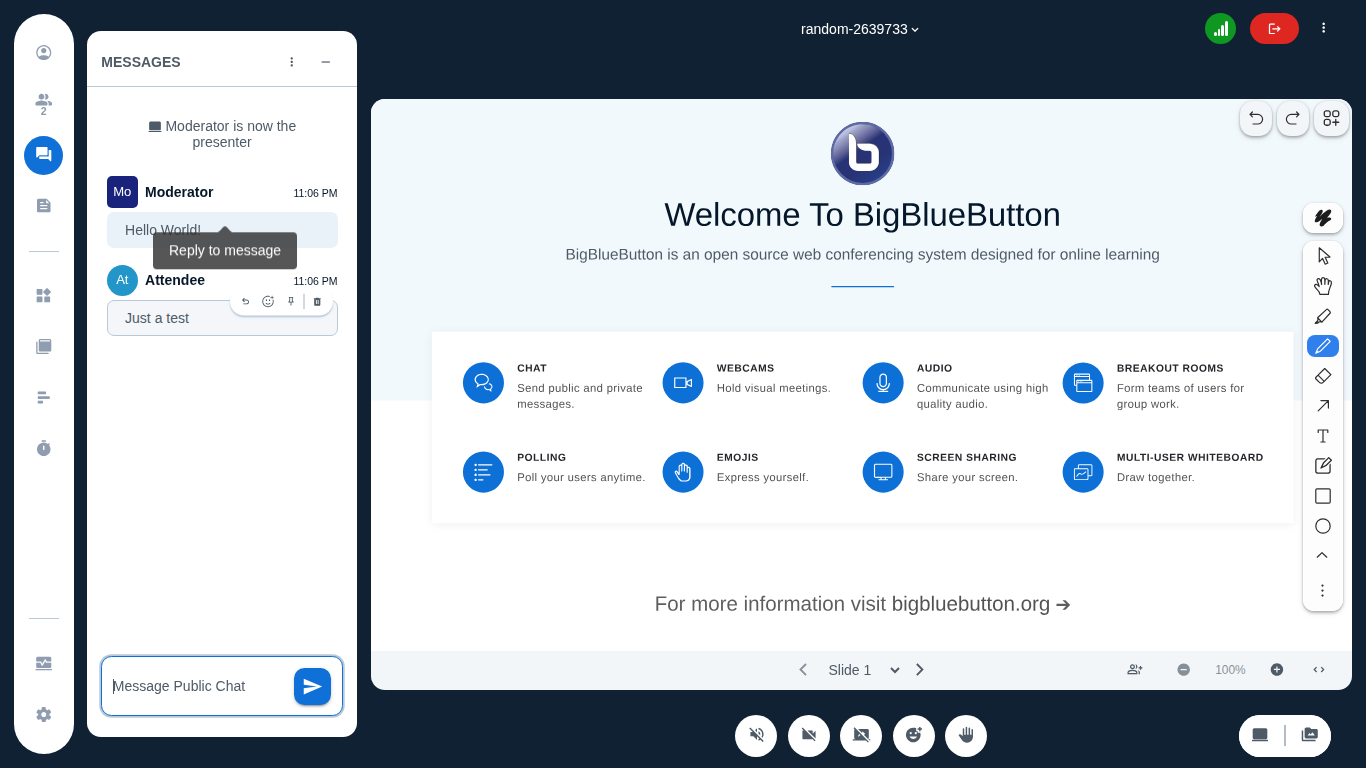 random-2639733
2
MESSAGES
Moderator is now the
presenter
Mo Moderator 11:06 PM
Hello World!
Reply to message
At Attendee 11:06 PM
Just a test
Message Public Chat
Welcome To BigBlueButton
BigBlueButton is an open source web conferencing system designed for online learning
CHAT
Send public and private
messages.
WEBCAMS
Hold visual meetings.
AUDIO
Communicate using high
quality audio.
BREAKOUT ROOMS
Form teams of users for
group work.
POLLING
Poll your users anytime.
EMOJIS
Express yourself.
SCREEN SHARING
Share your screen.
MULTI-USER WHITEBOARD
Draw together.
For more information visit bigbluebutton.org ➔
Slide 1
100%